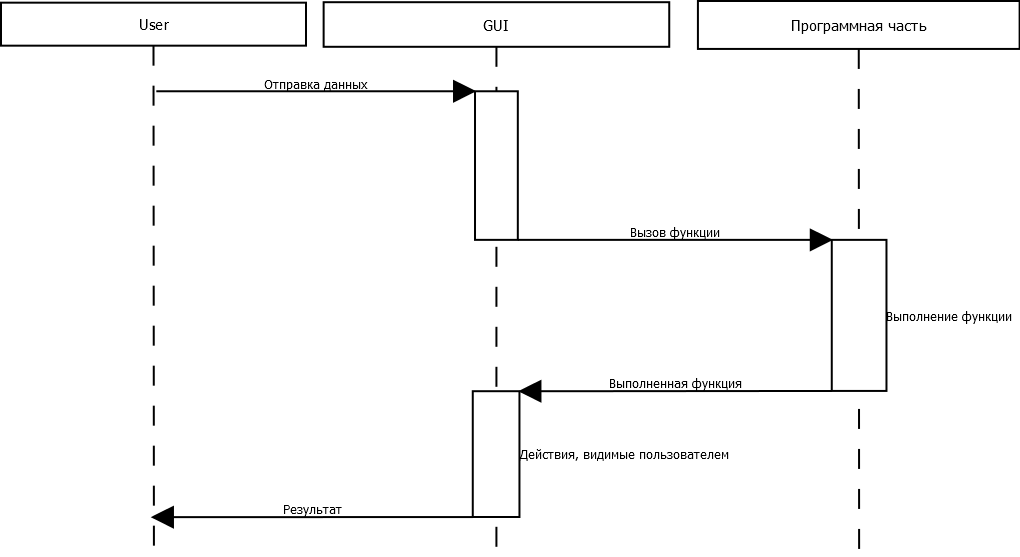 User
GUI
Программная часть
Отправка данных
Вызов функции
Выполнение функции
Выполненная функция
Действия, видимые пользователем
Результат